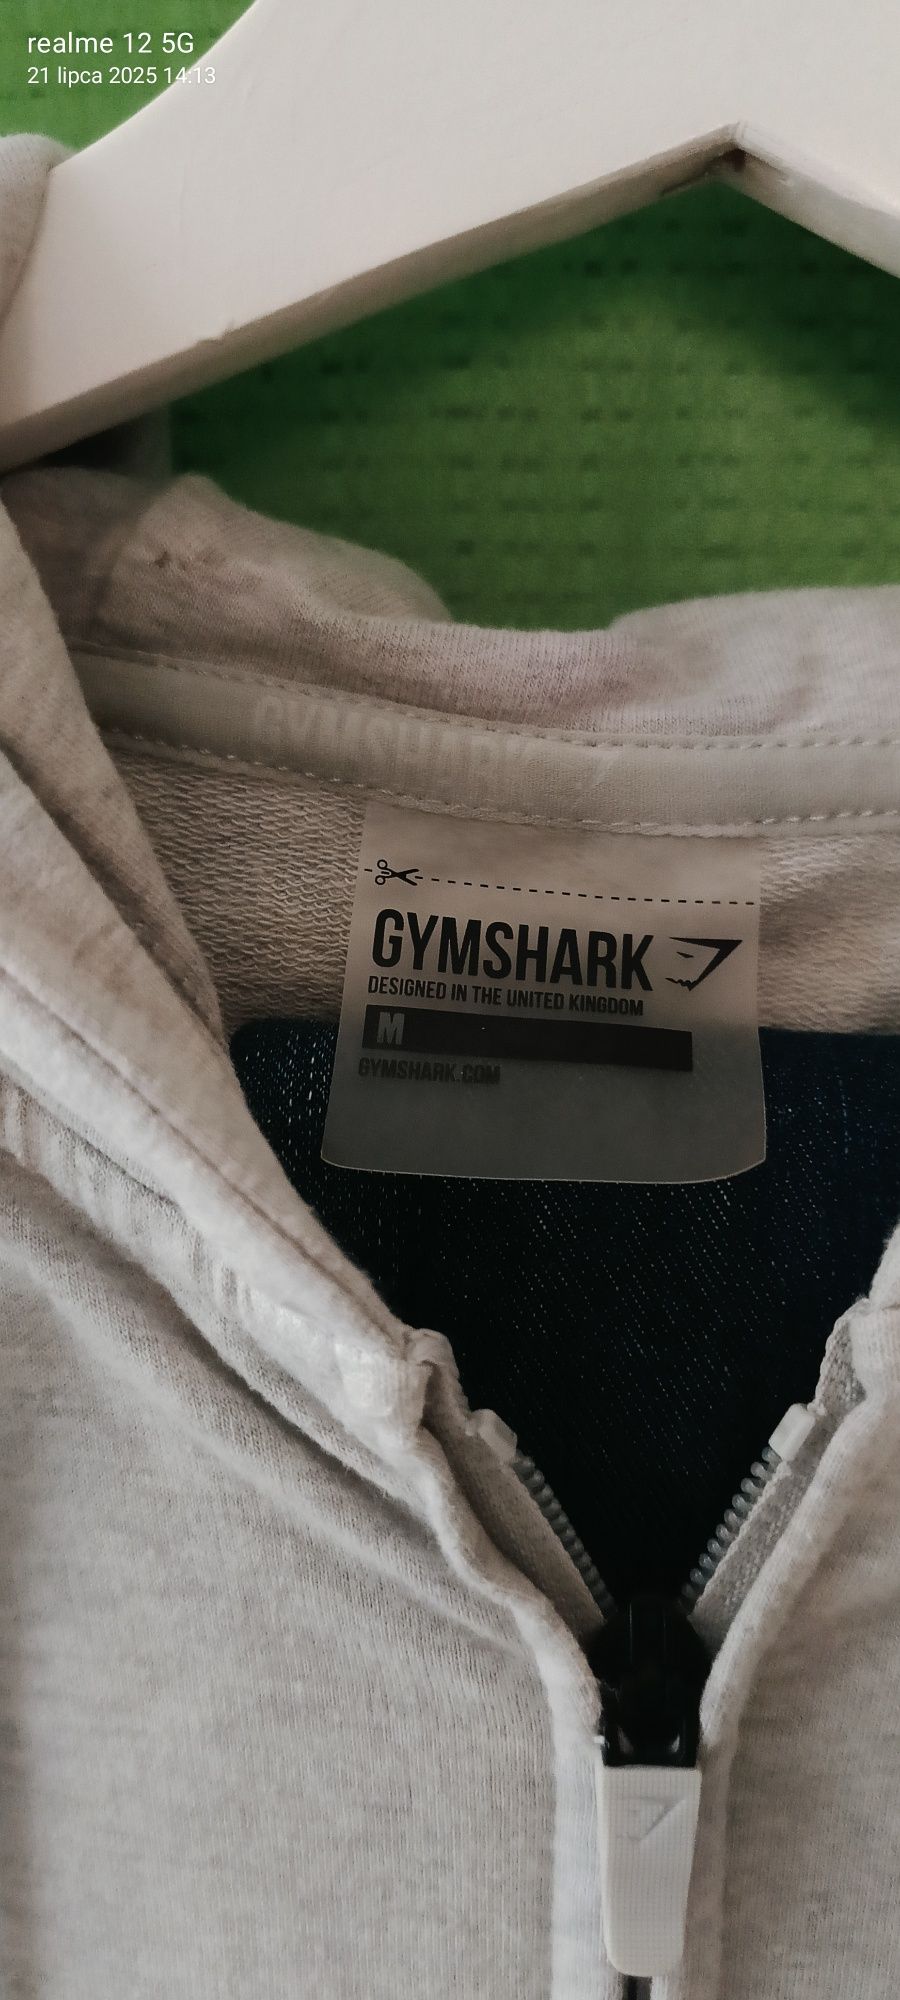 realme 12 5G
21 lipca 2025 14:13
GYMSHARK
GYMSHARK
DESIGNED IN THE UNITED KINGDOM
M
GYMSHARK.COM